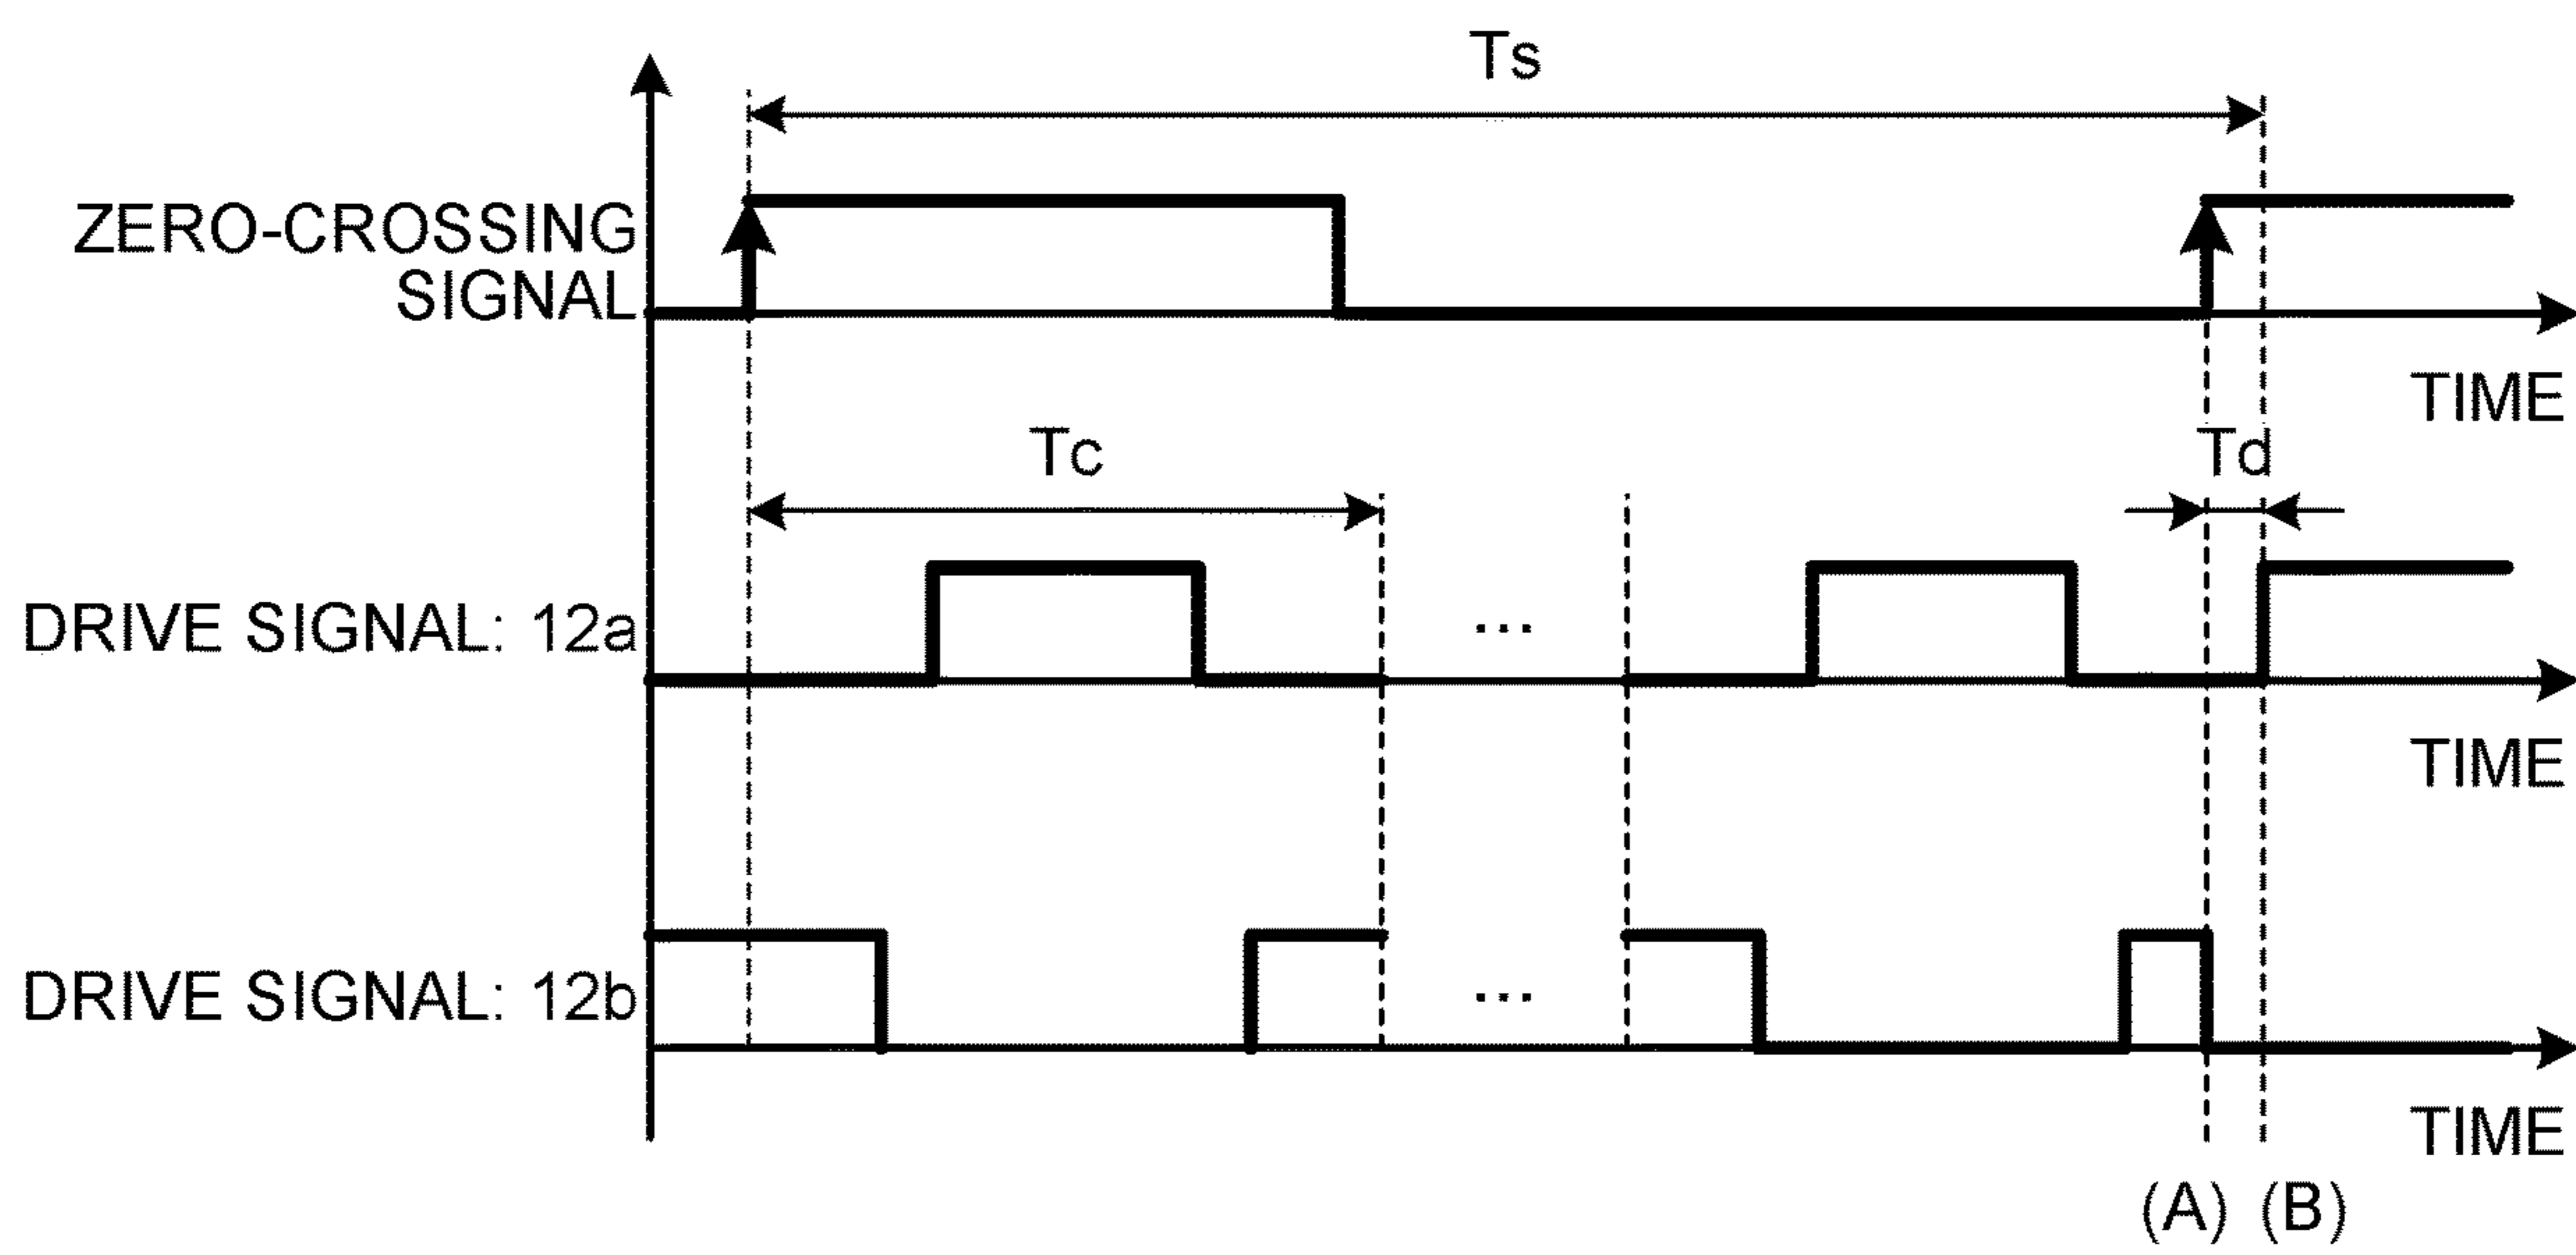 Ts
ZERO-CROSSING
SIGNAL
TIME
Tc
Td
DRIVE SIGNAL: 12a
...
TIME
DRIVE SIGNAL: 12b
...
TIME
(A) (B)